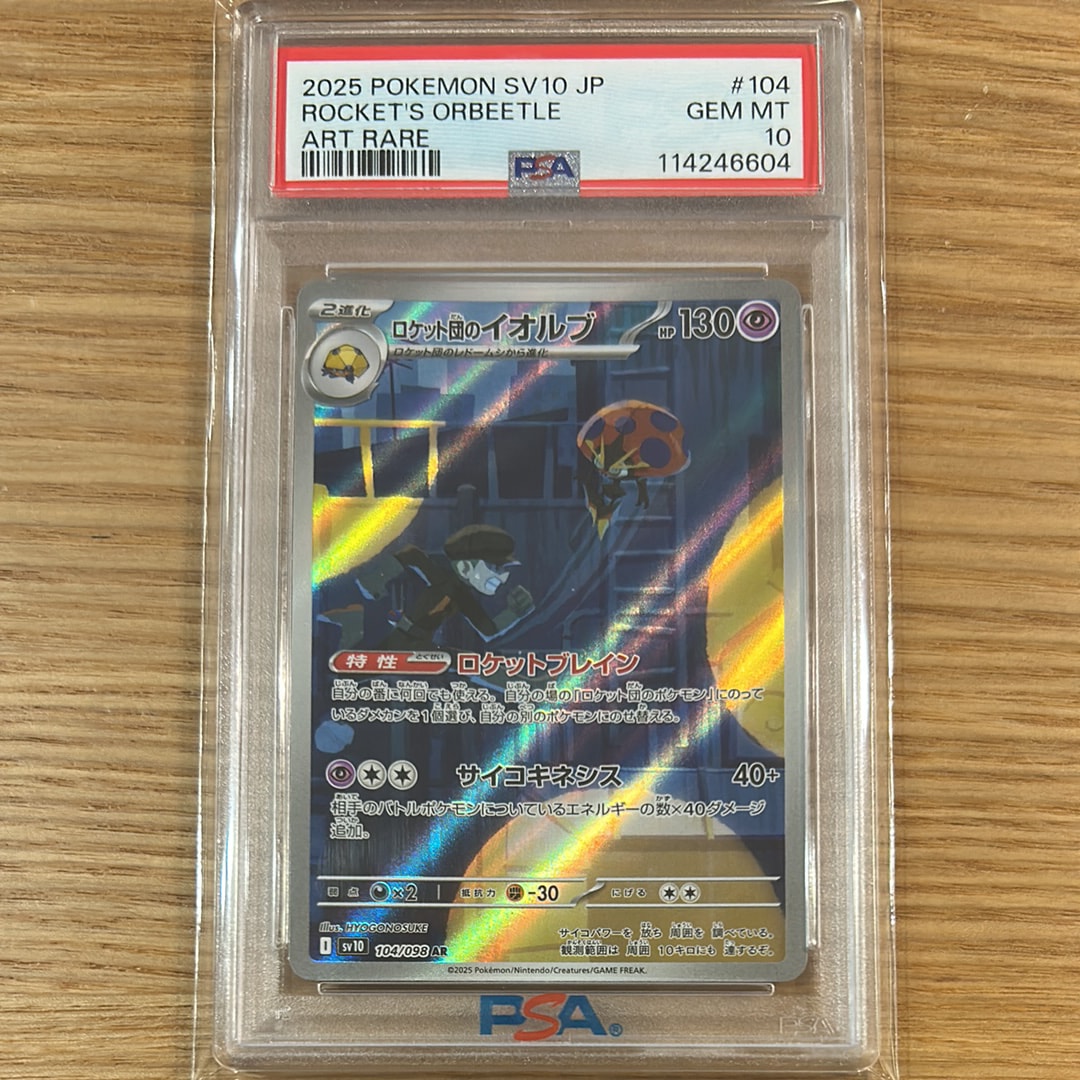 2025 POKEMON SV10 JP #104
ROCKET'S ORBEETLE GEM MT
ART RARE 10
PSA 114246604
2進化
ロケット団のイオルブ HP 130
ロケット団のレドームシから進化
特性 ロケットブレイン
自分の番に何回でも使える。自分の場の「ロケット団のポケモン」にのって
いるダメカンを1個選び、自分の別のポケモンにのせ替える。
サイコキネシス 40+
相手のバトルポケモンについているエネルギーの数×40ダメージ
追加。
弱点 ×2 抵抗力 -30 にげる
Illus. HYOGONOSUKE
サイコパワーを放ち周囲を調べている。
I sv10 104/098 AR
観測範囲は周囲10キロにも達するぞ。
©2025 Pokémon/Nintendo/Creatures/GAME FREAK.
PSA®
PSA